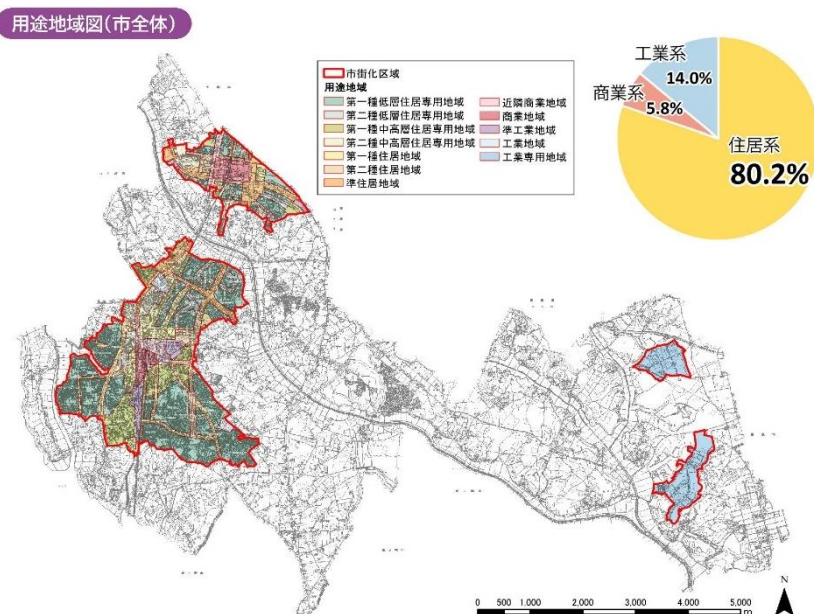 用途地域図(市全体)
市街化区域
用途地域
第一種低層住居専用地域
第二種低層住居専用地域
第一種中高層住居専用地域
第二種中高層住居専用地域
第一種住居地域
第二種住居地域
準住居地域
近隣商業地域
商業地域
準工業地域
工業地域
工業専用地域
工業系
14.0%
商業系
5.8%
住居系
80.2%
0 500 1,000 2,000 3,000 4,000 5,000
m
N